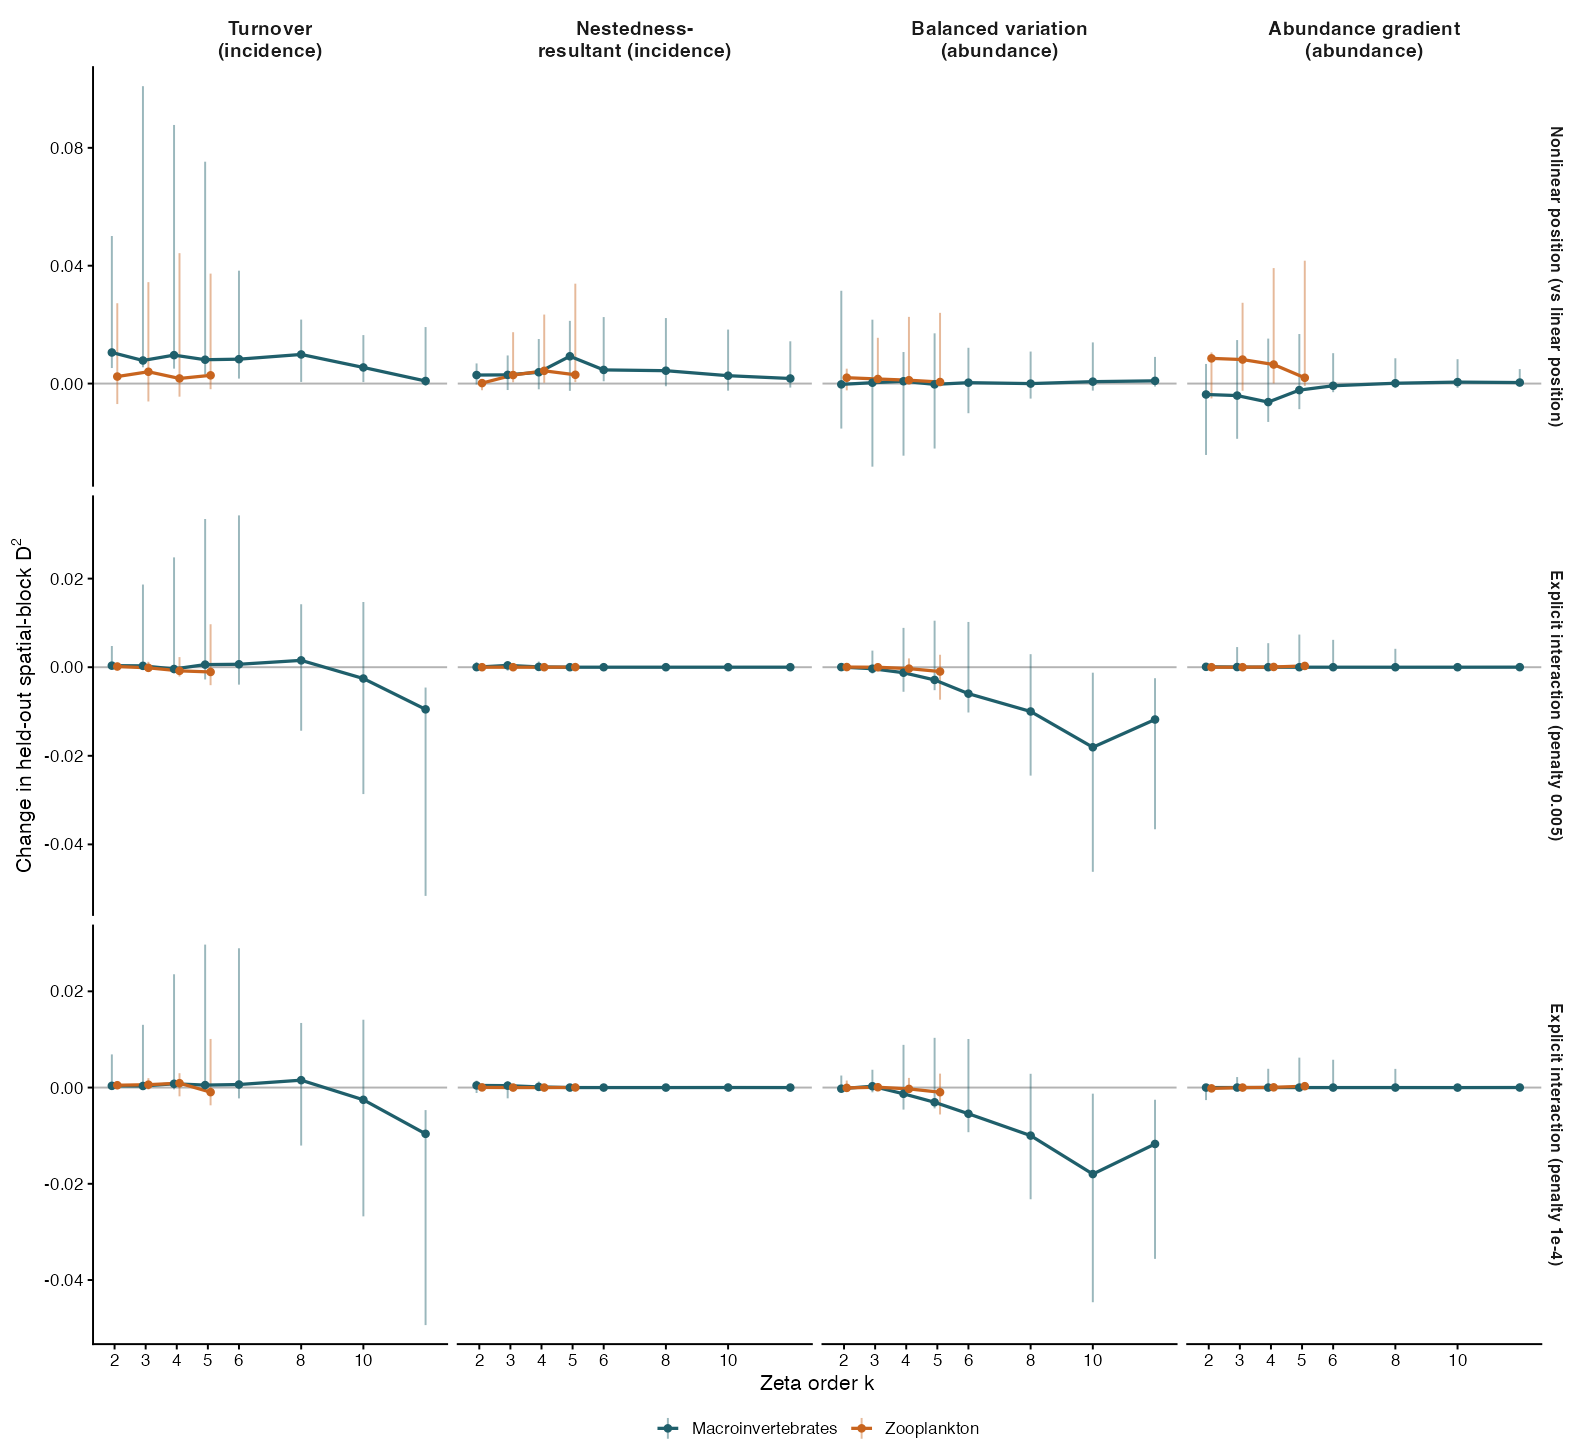 Turnover
(incidence)
Nestedness-
resultant (incidence)
Balanced variation
(abundance)
Abundance gradient
(abundance)
0.08
0.04
0.00
Nonlinear position (vs linear position)
Change in held-out spatial-block D²
0.02
0.00
-0.02
-0.04
Explicit interaction (penalty 0.005)
0.02
0.00
-0.02
-0.04
Explicit interaction (penalty 1e-4)
2 3 4 5 6 8 10
2 3 4 5 6 8 10
2 3 4 5 6 8 10
2 3 4 5 6 8 10
Zeta order k
Macroinvertebrates Zooplankton